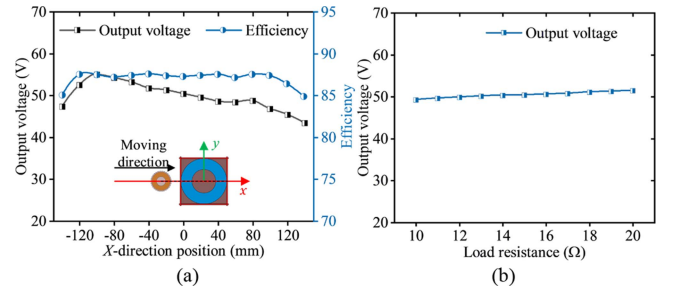 (a)
Output voltage Efficiency
Output voltage (V)
70
60
50
40
30
20
Efficiency
95
90
85
80
75
70
Moving
direction
y
x
-120 -80 -40 0 40 80 120
X-direction position (mm)
(b)
Output voltage
Output voltage (V)
70
60
50
40
30
20
10 12 14 16 18 20
Load resistance (Ω)